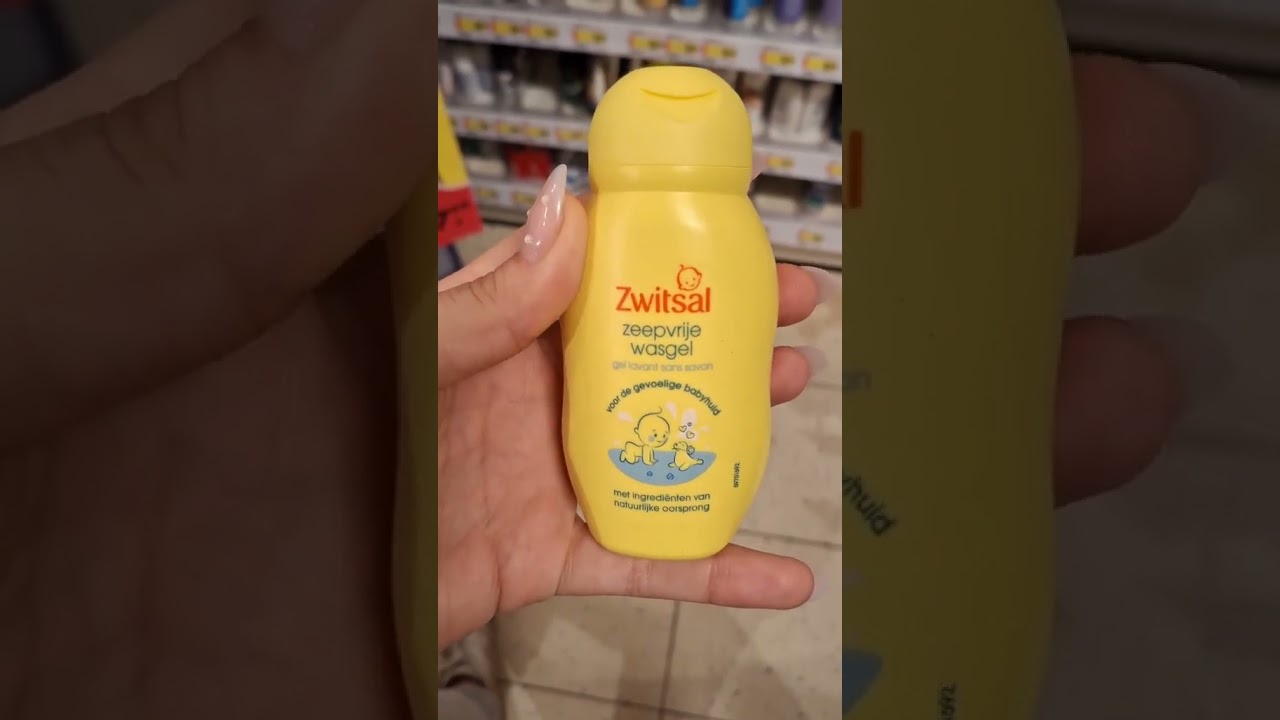 Zwitsal
zeepvrije
wasgel
gel lavant sans savon
voor de gevoelige babyhuid
met ingrediënten van
natuurlijke oorsprong